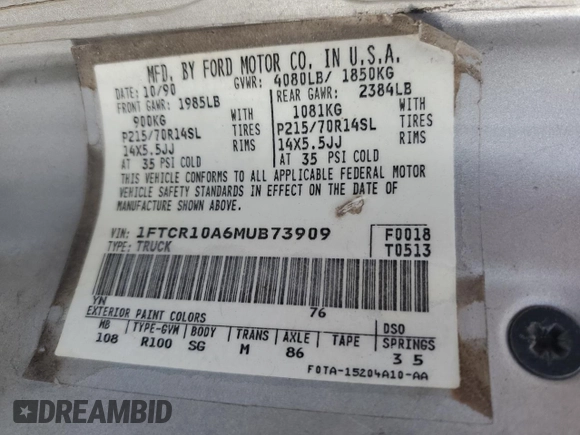 MFD. BY FORD MOTOR CO. IN U.S.A.
DATE: 10/90 GVWR: 4080LB/ 1850KG
FRONT GAWR: 1985LB REAR GAWR: 2384LB
900KG WITH 1081KG WITH
P215/70R14SL TIRES P215/70R14SL TIRES
14X5.5JJ RIMS 14X5.5JJ RIMS
AT 35 PSI COLD AT 35 PSI COLD
THIS VEHICLE CONFORMS TO ALL APPLICABLE FEDERAL MOTOR
VEHICLE SAFETY STANDARDS IN EFFECT ON THE DATE OF
MANUFACTURE SHOWN ABOVE.
VIN: 1FTCR10A6MUB73909 F0018
TYPE: TRUCK T0513
YN 76
EXTERIOR PAINT COLORS DSO
WB TYPE-GVM BODY TRANS AXLE TAPE SPRINGS
108 R100 SG M 86 3 5
F0TA-15204A10-AA
DREAMBID